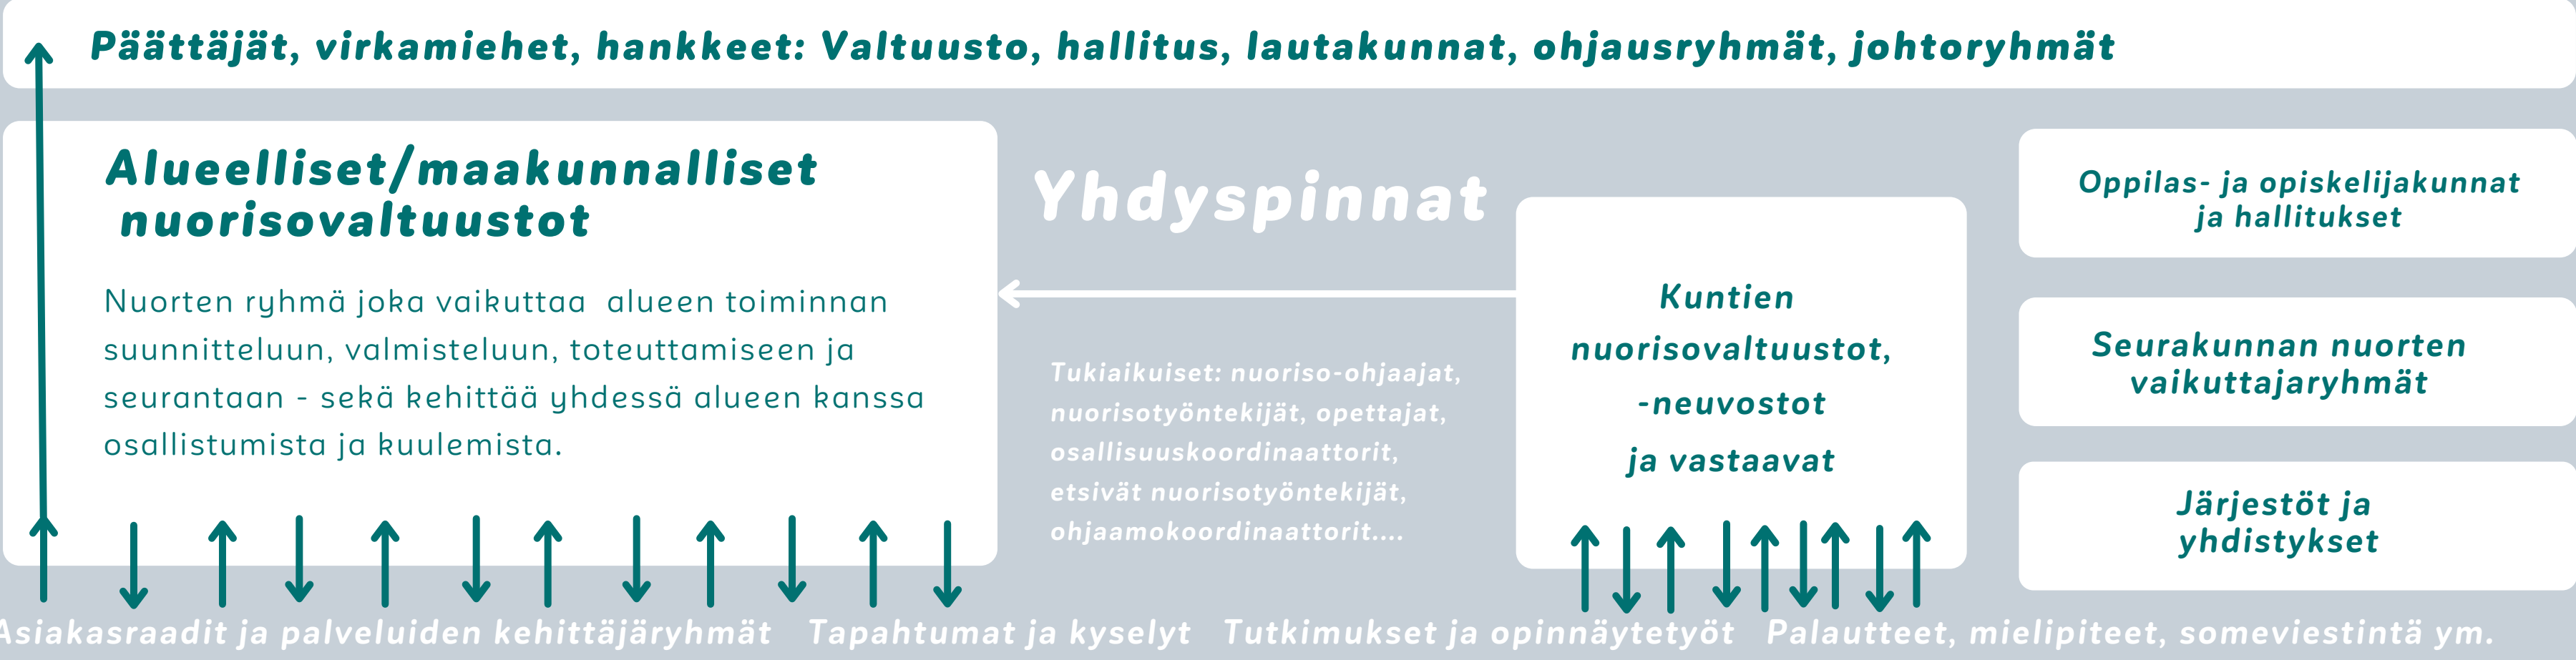 Päättäjät, virkamiehet, hankkeet: Valtuusto, hallitus, lautakunnat, ohjausryhmät, johtoryhmät
Alueelliset/maakunnalliset
nuorisovaltuustot
Nuorten ryhmä joka vaikuttaa alueen toiminnan
suunnitteluun, valmisteluun, toteuttamiseen ja
seurantaan - sekä kehittää yhdessä alueen kanssa
osallistumista ja kuulemista.
Yhdyspinnat
Tukiaikuiset: nuoriso-ohjaajat,
nuorisotyöntekijät, opettajat,
osallisuuskoordinaattorit,
etsivät nuorisotyöntekijät,
ohjaamokoordinaattorit....
Kuntien
nuorisovaltuustot,
-neuvostot
ja vastaavat
Oppilas- ja opiskelijakunnat
ja hallitukset
Seurakunnan nuorten
vaikuttajaryhmät
Järjestöt ja
yhdistykset
Asiakasraadit ja palveluiden kehittäjäryhmät Tapahtumat ja kyselyt Tutkimukset ja opinnäytetyöt Palautteet, mielipiteet, someviestintä ym.